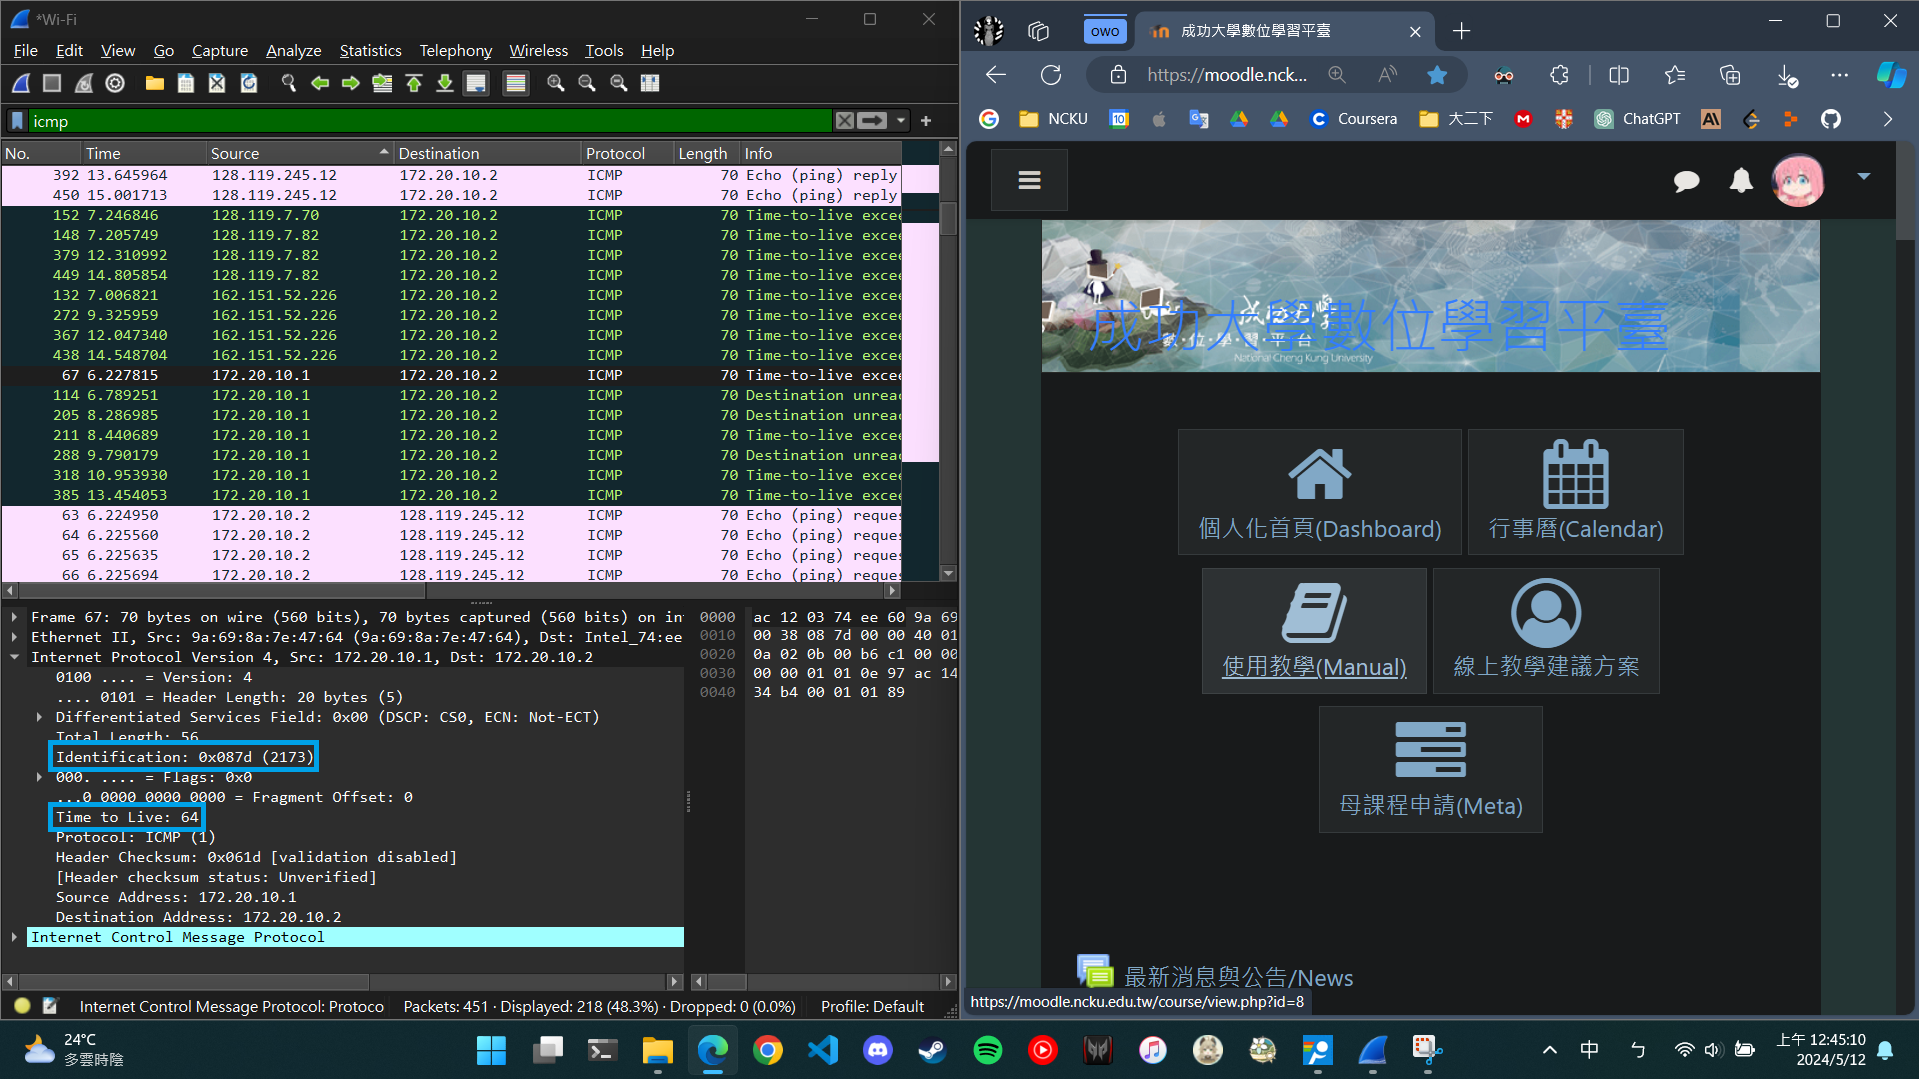 *Wi-Fi
File Edit View Go Capture Analyze Statistics Telephony Wireless Tools Help
icmp
No. Time Source Destination Protocol Length Info
392 13.645964 128.119.245.12 172.20.10.2 ICMP 70 Echo (ping) reply
450 15.001713 128.119.245.12 172.20.10.2 ICMP 70 Echo (ping) reply
152 7.246846 128.119.7.70 172.20.10.2 ICMP 70 Time-to-live excee
148 7.205749 128.119.7.82 172.20.10.2 ICMP 70 Time-to-live excee
379 12.310992 128.119.7.82 172.20.10.2 ICMP 70 Time-to-live excee
449 14.805854 128.119.7.82 172.20.10.2 ICMP 70 Time-to-live excee
132 7.006821 162.151.52.226 172.20.10.2 ICMP 70 Time-to-live excee
272 9.325959 162.151.52.226 172.20.10.2 ICMP 70 Time-to-live excee
367 12.047340 162.151.52.226 172.20.10.2 ICMP 70 Time-to-live excee
438 14.548704 162.151.52.226 172.20.10.2 ICMP 70 Time-to-live excee
67 6.227815 172.20.10.1 172.20.10.2 ICMP 70 Time-to-live excee
114 6.789251 172.20.10.1 172.20.10.2 ICMP 70 Destination unreac
205 8.286985 172.20.10.1 172.20.10.2 ICMP 70 Destination unreac
211 8.440689 172.20.10.1 172.20.10.2 ICMP 70 Time-to-live excee
288 9.790179 172.20.10.1 172.20.10.2 ICMP 70 Destination unreac
318 10.953930 172.20.10.1 172.20.10.2 ICMP 70 Time-to-live excee
385 13.454053 172.20.10.1 172.20.10.2 ICMP 70 Time-to-live excee
63 6.224950 172.20.10.2 128.119.245.12 ICMP 70 Echo (ping) reques
64 6.225560 172.20.10.2 128.119.245.12 ICMP 70 Echo (ping) reques
65 6.225635 172.20.10.2 128.119.245.12 ICMP 70 Echo (ping) reques
66 6.225694 172.20.10.2 128.119.245.12 ICMP 70 Echo (ping) reques
Frame 67: 70 bytes on wire (560 bits), 70 bytes captured (560 bits) on in
Ethernet II, Src: 9a:69:8a:7e:47:64 (9a:69:8a:7e:47:64), Dst: Intel_74:ee
Internet Protocol Version 4, Src: 172.20.10.1, Dst: 172.20.10.2
0100 .... = Version: 4
.... 0101 = Header Length: 20 bytes (5)
Differentiated Services Field: 0x00 (DSCP: CS0, ECN: Not-ECT)
Total Length: 56
Identification: 0x087d (2173)
000. .... = Flags: 0x0
...0 0000 0000 0000 = Fragment Offset: 0
Time to Live: 64
Protocol: ICMP (1)
Header Checksum: 0x061d [validation disabled]
[Header checksum status: Unverified]
Source Address: 172.20.10.1
Destination Address: 172.20.10.2
Internet Control Message Protocol
0000 ac 12 03 74 ee 60 9a 69
0010 00 38 08 7d 00 00 40 01
0020 0a 02 0b 00 b6 c1 00 00
0030 00 00 01 01 0e 97 ac 14
0040 34 b4 00 01 01 89
Internet Control Message Protocol: Protoco
Packets: 451 · Displayed: 218 (48.3%) · Dropped: 0 (0.0%)
Profile: Default
owo
成功大學數位學習平臺
https://moodle.nck...
NCKU
10
Coursera
大二下
ChatGPT
成功大學
數·位·學·習·平·台
National Cheng Kung University
成功大學數位學習平臺
個人化首頁(Dashboard)
行事曆(Calendar)
使用教學(Manual)
線上教學建議方案
母課程申請(Meta)
最新消息與公告/News
https://moodle.ncku.edu.tw/course/view.php?id=8
24°C
多雲時陰
中
ㄅ
上午 12:45:10
2024/5/12